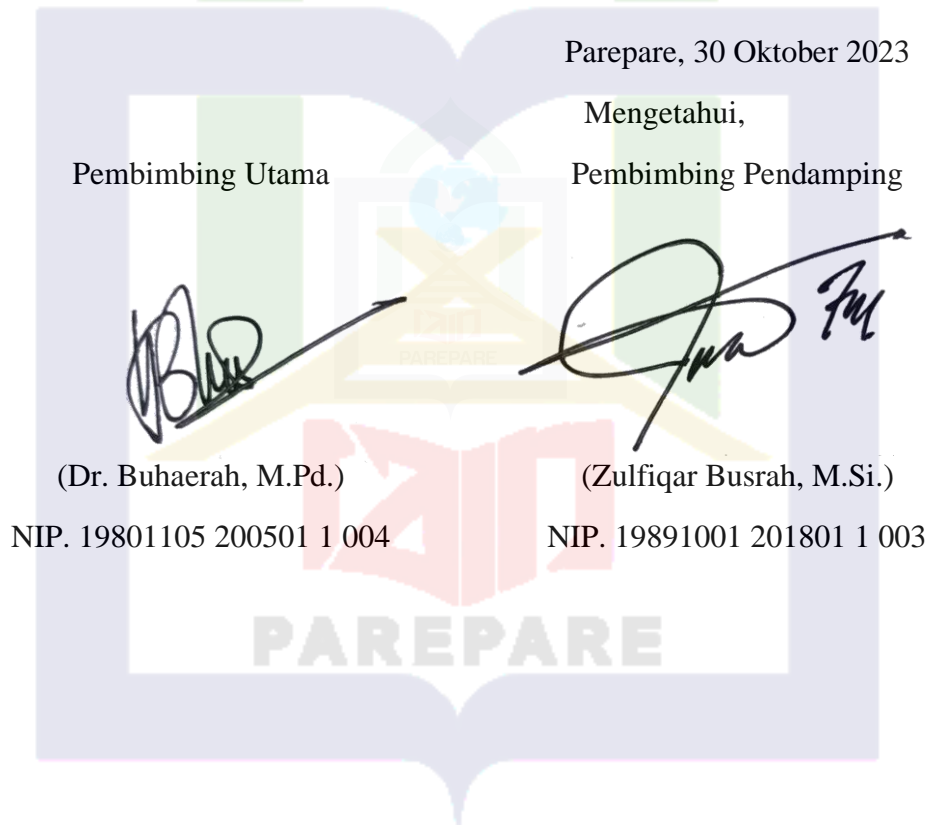 Parepare, 30 Oktober 2023
Mengetahui,
Pembimbing Utama
Pembimbing Pendamping
PAREPARE
(Dr. Buhaerah, M.Pd.)
(Zulfiqar Busrah, M.Si.)
NIP. 19801105 200501 1 004
NIP. 19891001 201801 1 003
PAREPARE